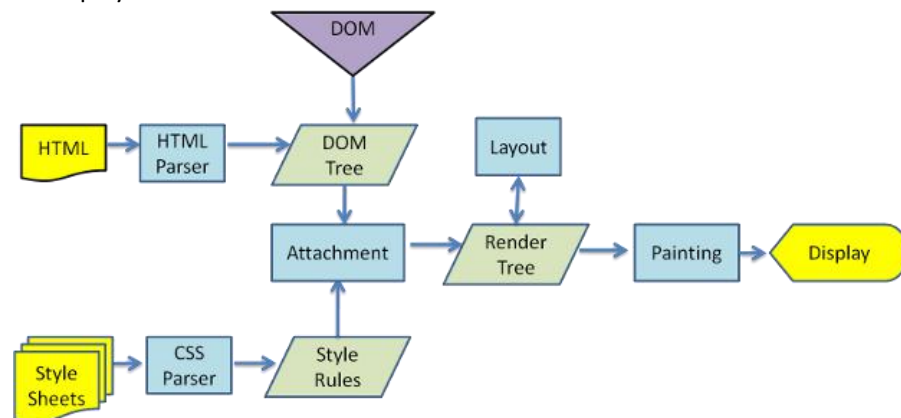 DOM
HTML
HTML
Parser
DOM
Tree
Layout
Attachment
Render
Tree
Painting
Display
Style
Sheets
CSS
Parser
Style
Rules